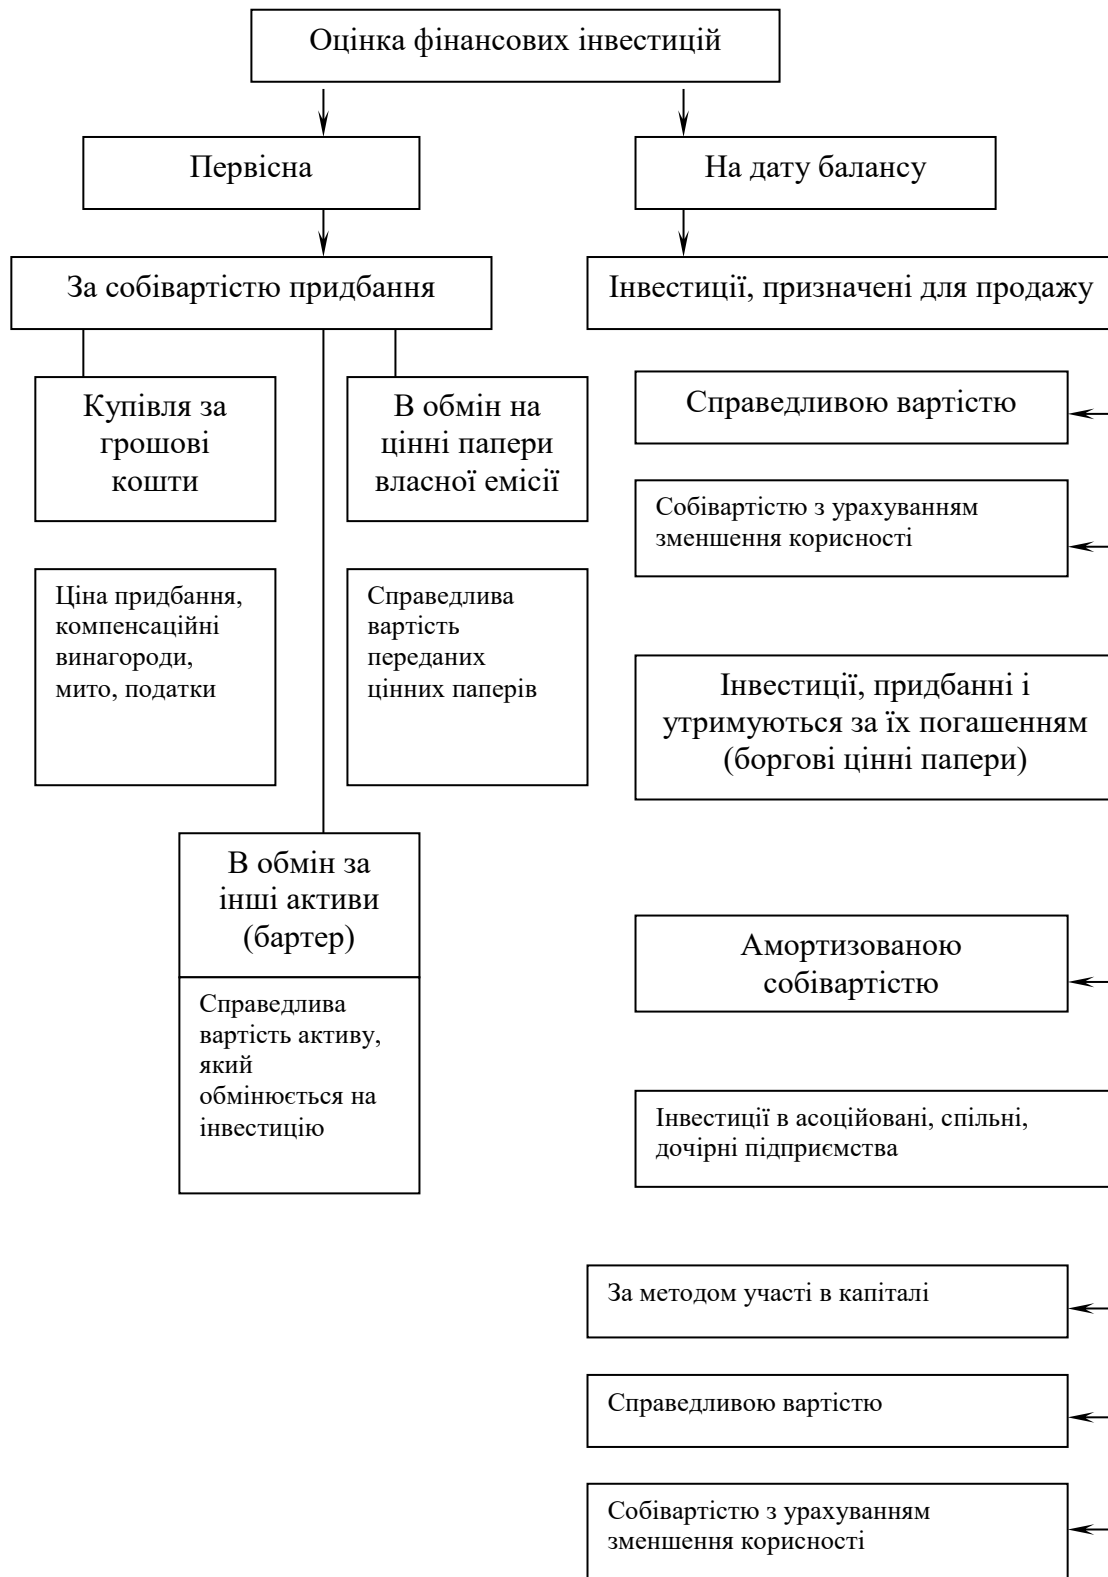 Оцінка фінансових інвестицій
Первісна
На дату балансу
За собівартістю придбання
Інвестиції, призначені для продажу
Купівля за
грошові
кошти
В обмін на
цінні папери
власної емісії
Справедливою вартістю
Собівартістю з урахуванням
зменшення корисності
Ціна придбання,
компенсаційні
винагороди,
мито, податки
Справедлива
вартість
переданих
цінних паперів
Інвестиції, придбанні і
утримуються за їх погашенням
(боргові цінні папери)
В обмін за
інші активи
(бартер)
Справедлива
вартість активу,
який
обмінюється на
інвестицію
Амортизованою
собівартістю
Інвестиції в асоційовані, спільні,
дочірні підприємства
За методом участі в капіталі
Справедливою вартістю
Собівартістю з урахуванням
зменшення корисності